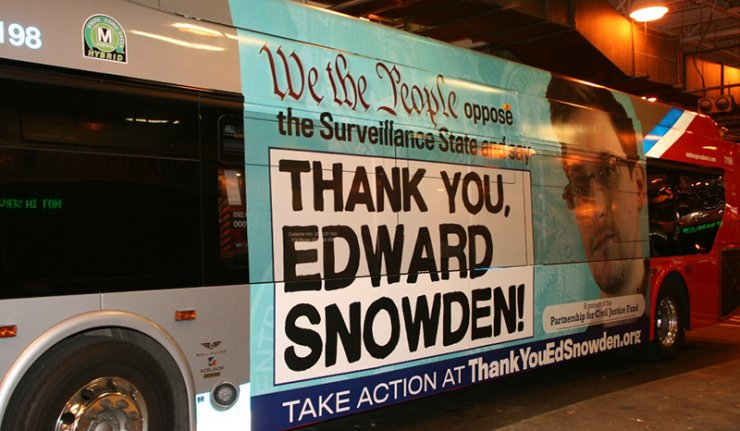 198
M
HYBRID
We the People oppose
the Surveillance State and say
THANK YOU,
EDWARD
SNOWDEN!
A project of the
Partnership for Civil Justice Fund
TAKE ACTION AT ThankYouEdSnowden.org
7198